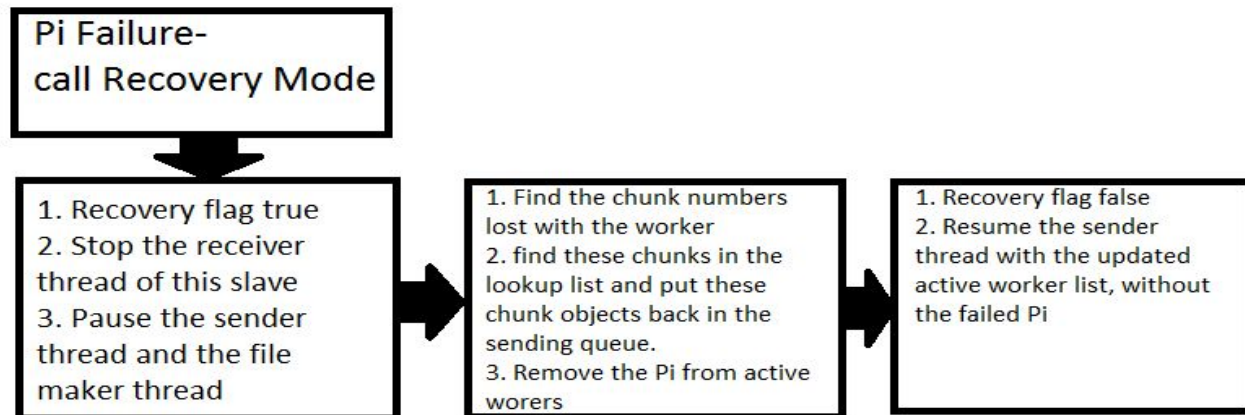 Pi Failure-
call Recovery Mode
1. Recovery flag true
2. Stop the receiver
thread of this slave
3. Pause the sender
thread and the file
maker thread
1. Find the chunk numbers
lost with the worker
2. find these chunks in the
lookup list and put these
chunk objects back in the
sending queue.
3. Remove the Pi from active
worers
1. Recovery flag false
2. Resume the sender
thread with the updated
active worker list, without
the failed Pi